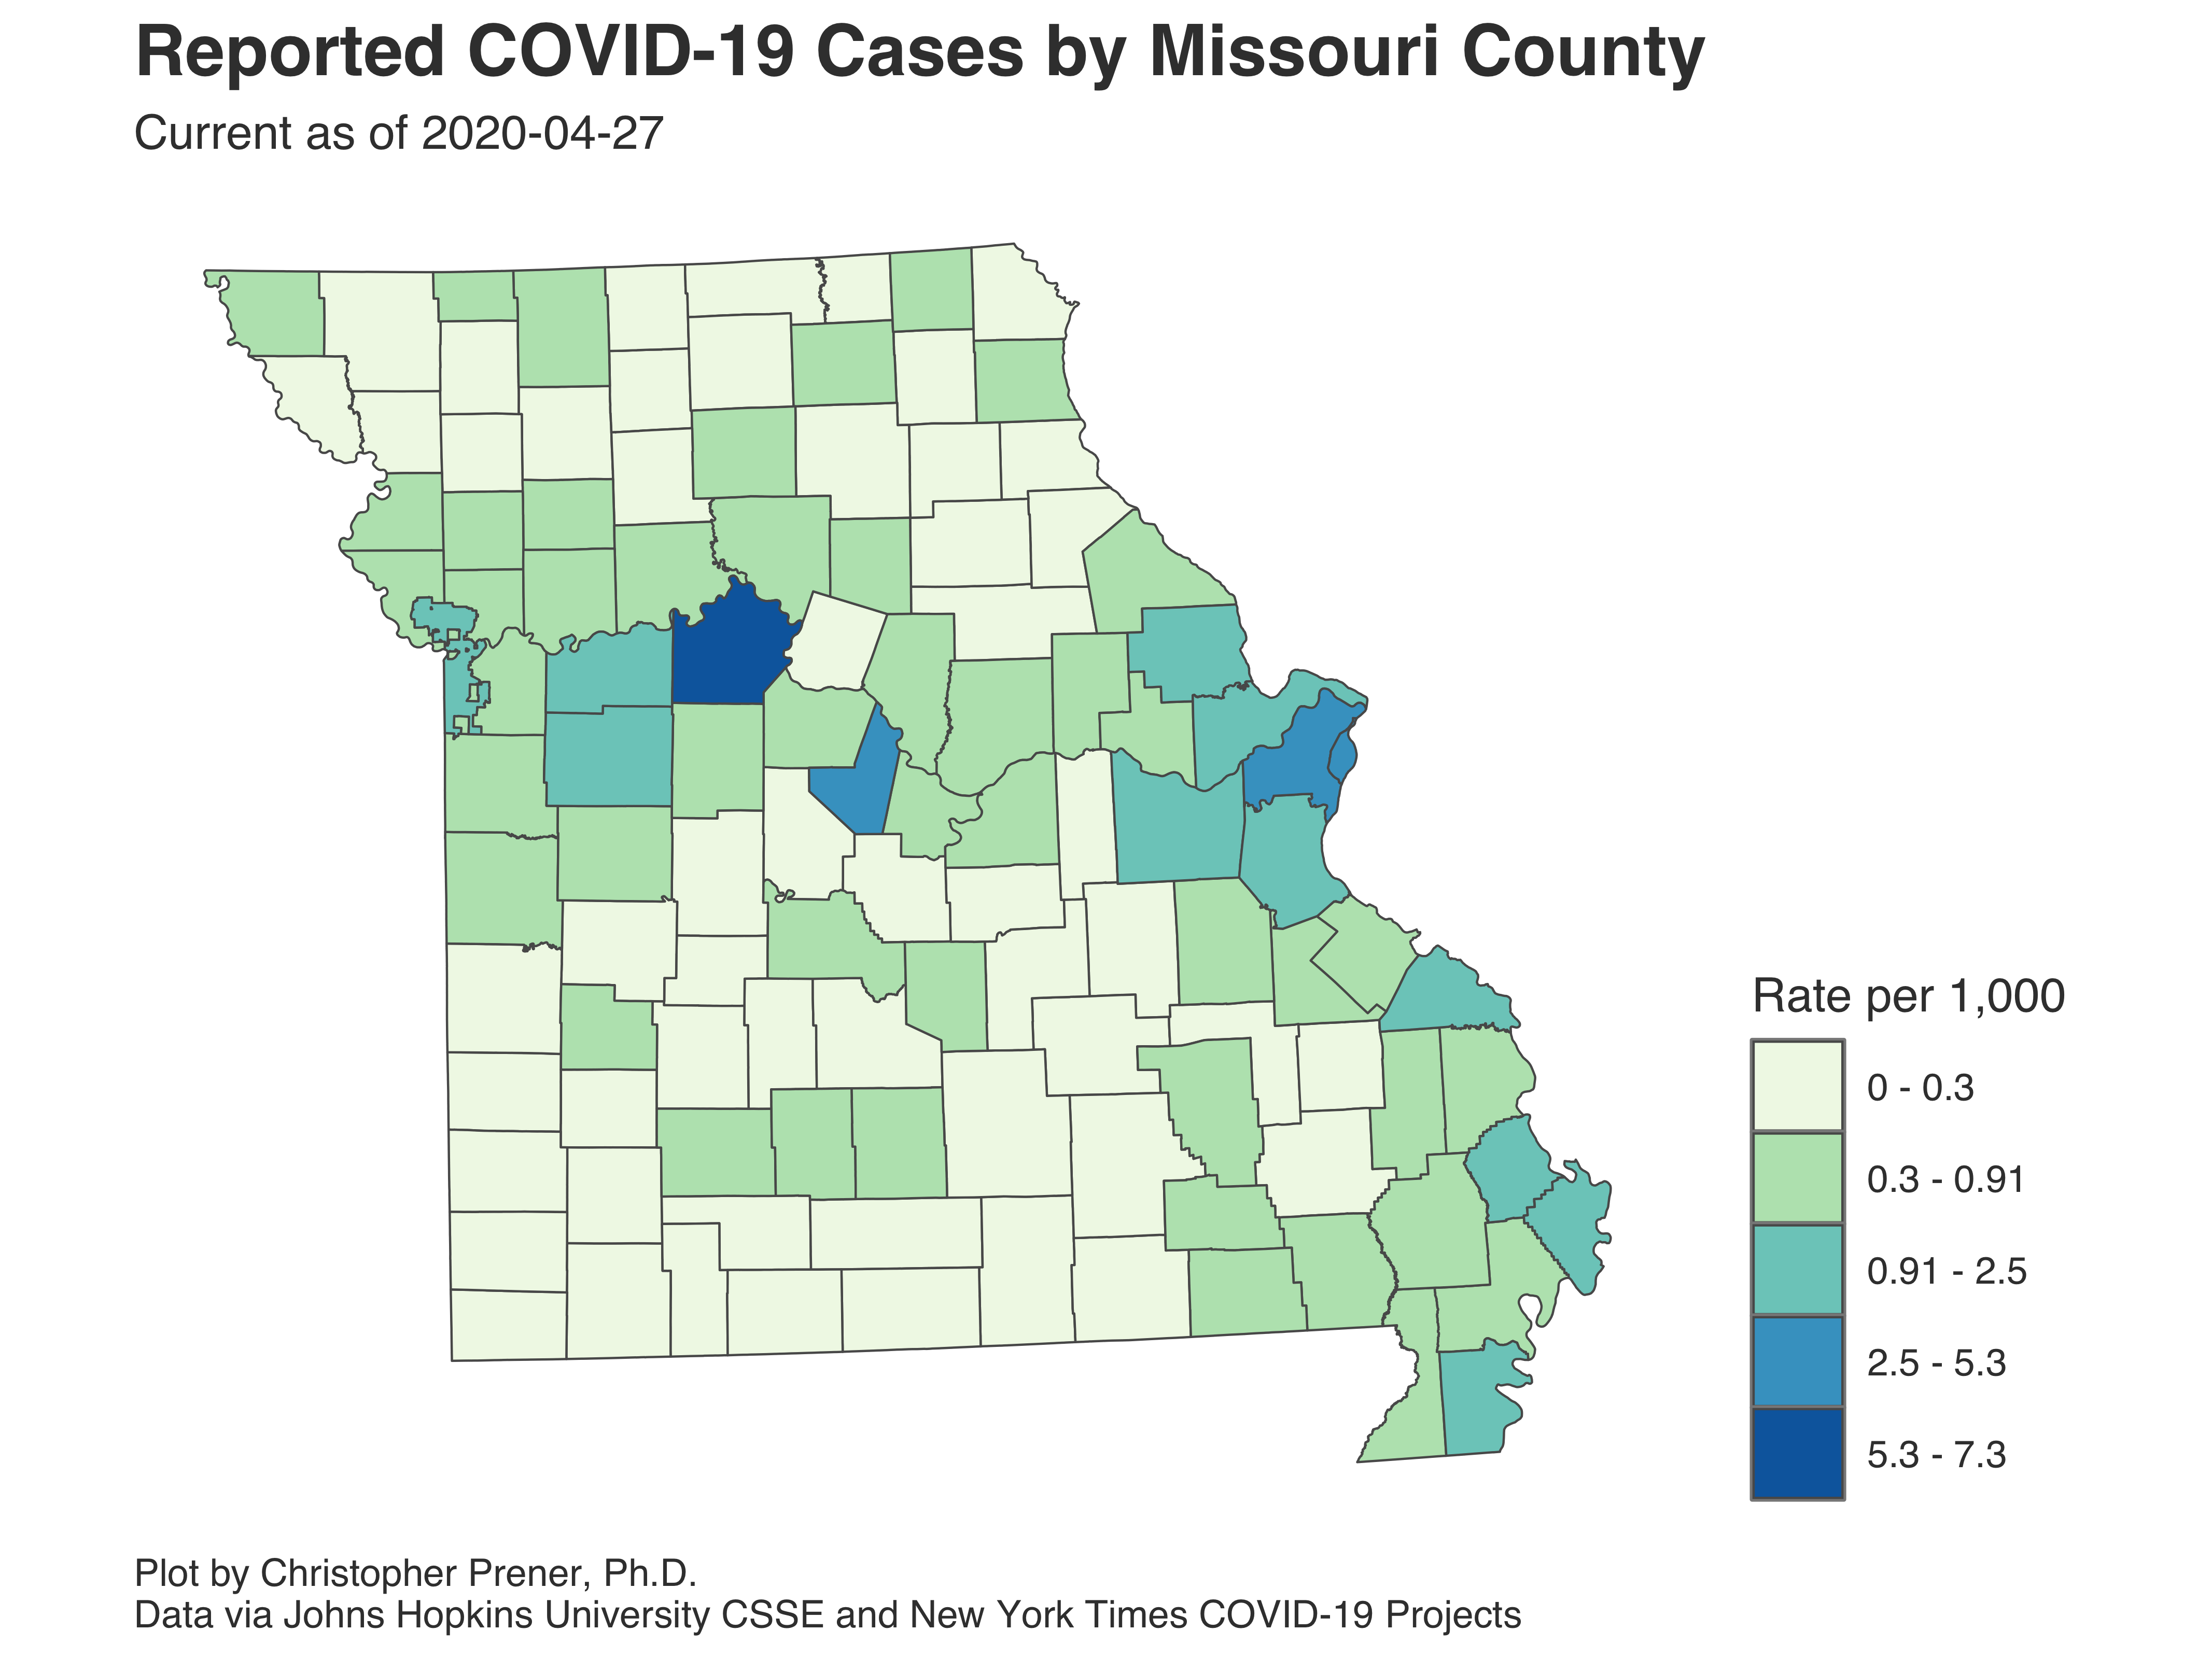 Reported COVID-19 Cases by Missouri County
Current as of 2020-04-27
Rate per 1,000
0 - 0.3
0.3 - 0.91
0.91 - 2.5
2.5 - 5.3
5.3 - 7.3
Plot by Christopher Prener, Ph.D.
Data via Johns Hopkins University CSSE and New York Times COVID-19 Projects